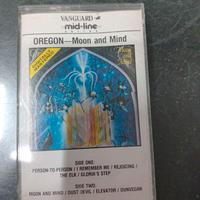 VANGUARD
mid-line
SERIES
OREGON—Moon and Mind
SIDE ONE:
PERSON-TO-PERSON / I REMEMBER ME / REJOICING /
THE ELK / GLORIA'S STEP
SIDE TWO:
MOON AND MIND / DUST DEVIL / ELEVATOR / DUNVEGAN